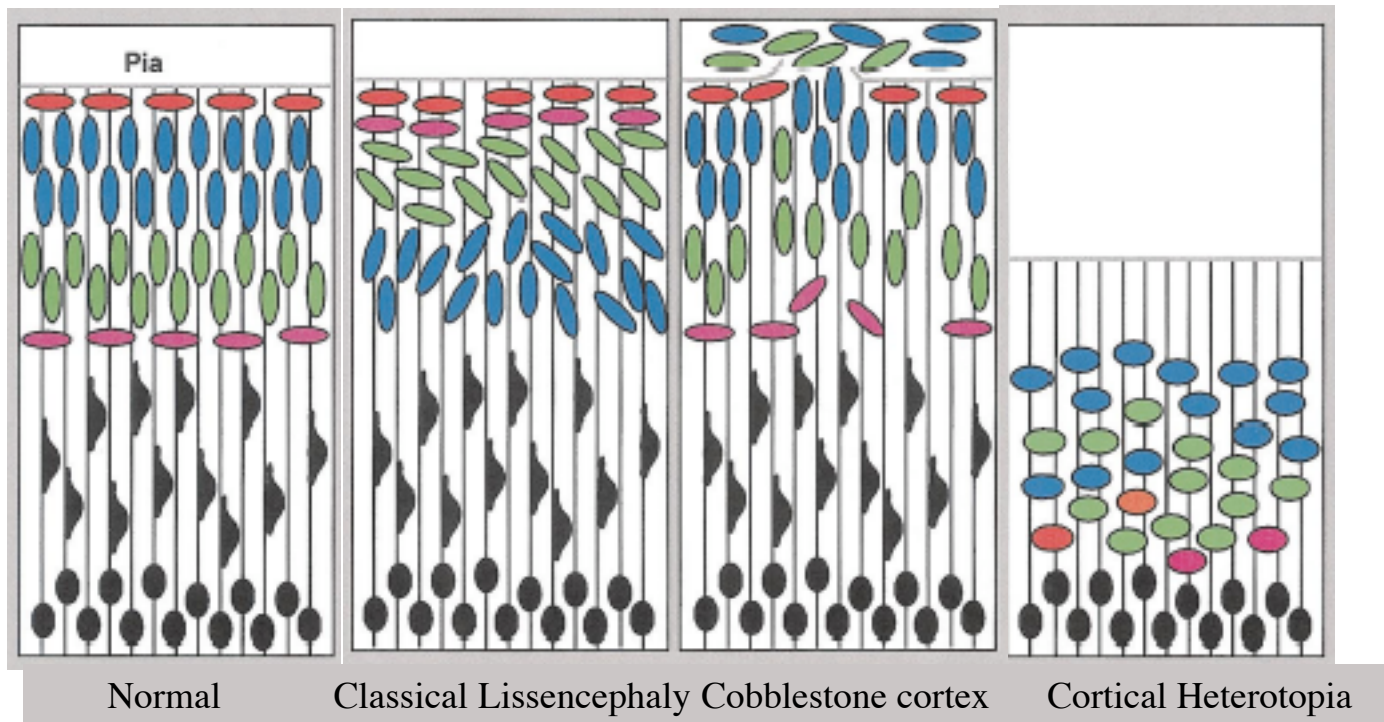 Pia
Normal
Classical Lissencephaly
Cobblestone cortex
Cortical Heterotopia